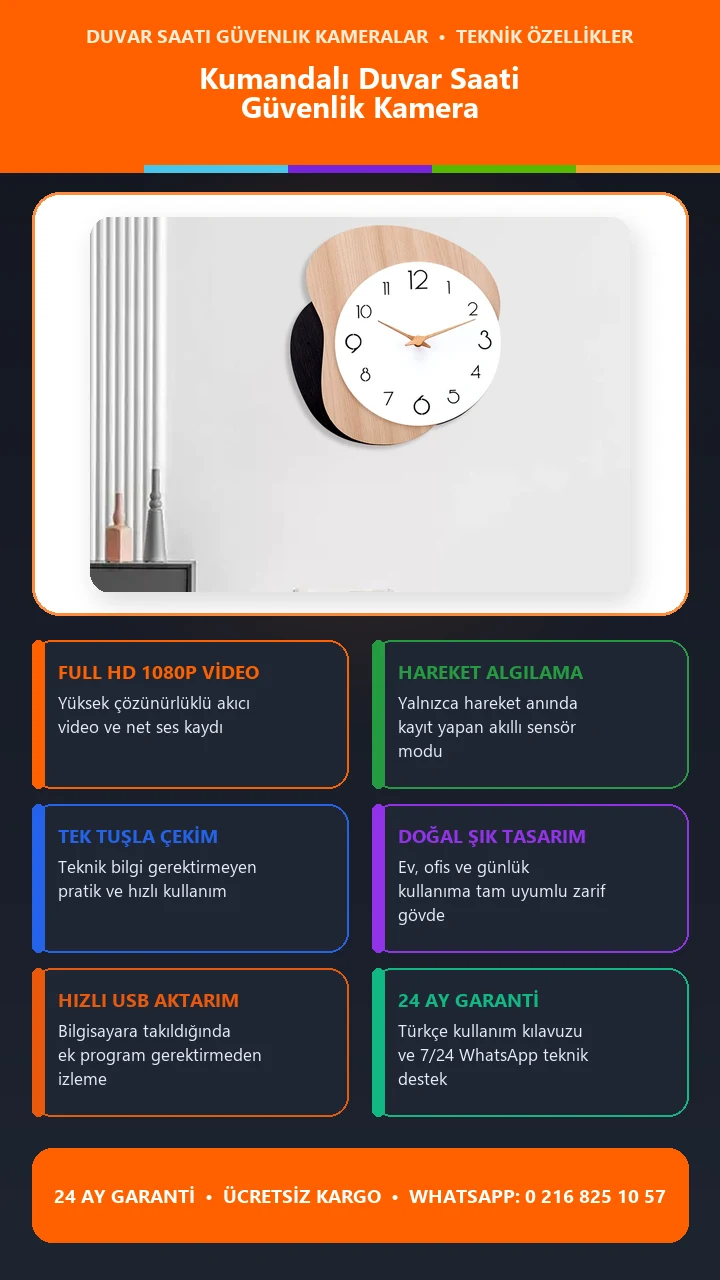 DUVAR SAATI GÜVENLIK KAMERALAR • TEKNİK ÖZELLİKLER
Kumandalı Duvar Saati
Güvenlik Kamera
12
11 1
10 2
9 3
8 4
7 5
6
FULL HD 1080P VİDEO
Yüksek çözünürlüklü akıcı
video ve net ses kaydı
HAREKET ALGILAMA
Yalnızca hareket anında
kayıt yapan akıllı sensör
modu
TEK TUŞLA ÇEKİM
Teknik bilgi gerektirmeyen
pratik ve hızlı kullanım
DOĞAL ŞIK TASARIM
Ev, ofis ve günlük
kullanıma tam uyumlu zarif
gövde
HIZLI USB AKTARIM
Bilgisayara takıldığında
ek program gerektirmeden
izleme
24 AY GARANTİ
Türkçe kullanım kılavuzu
ve 7/24 WhatsApp teknik
destek
24 AY GARANTİ • ÜCRETSİZ KARGO • WHATSAPP: 0 216 825 10 57